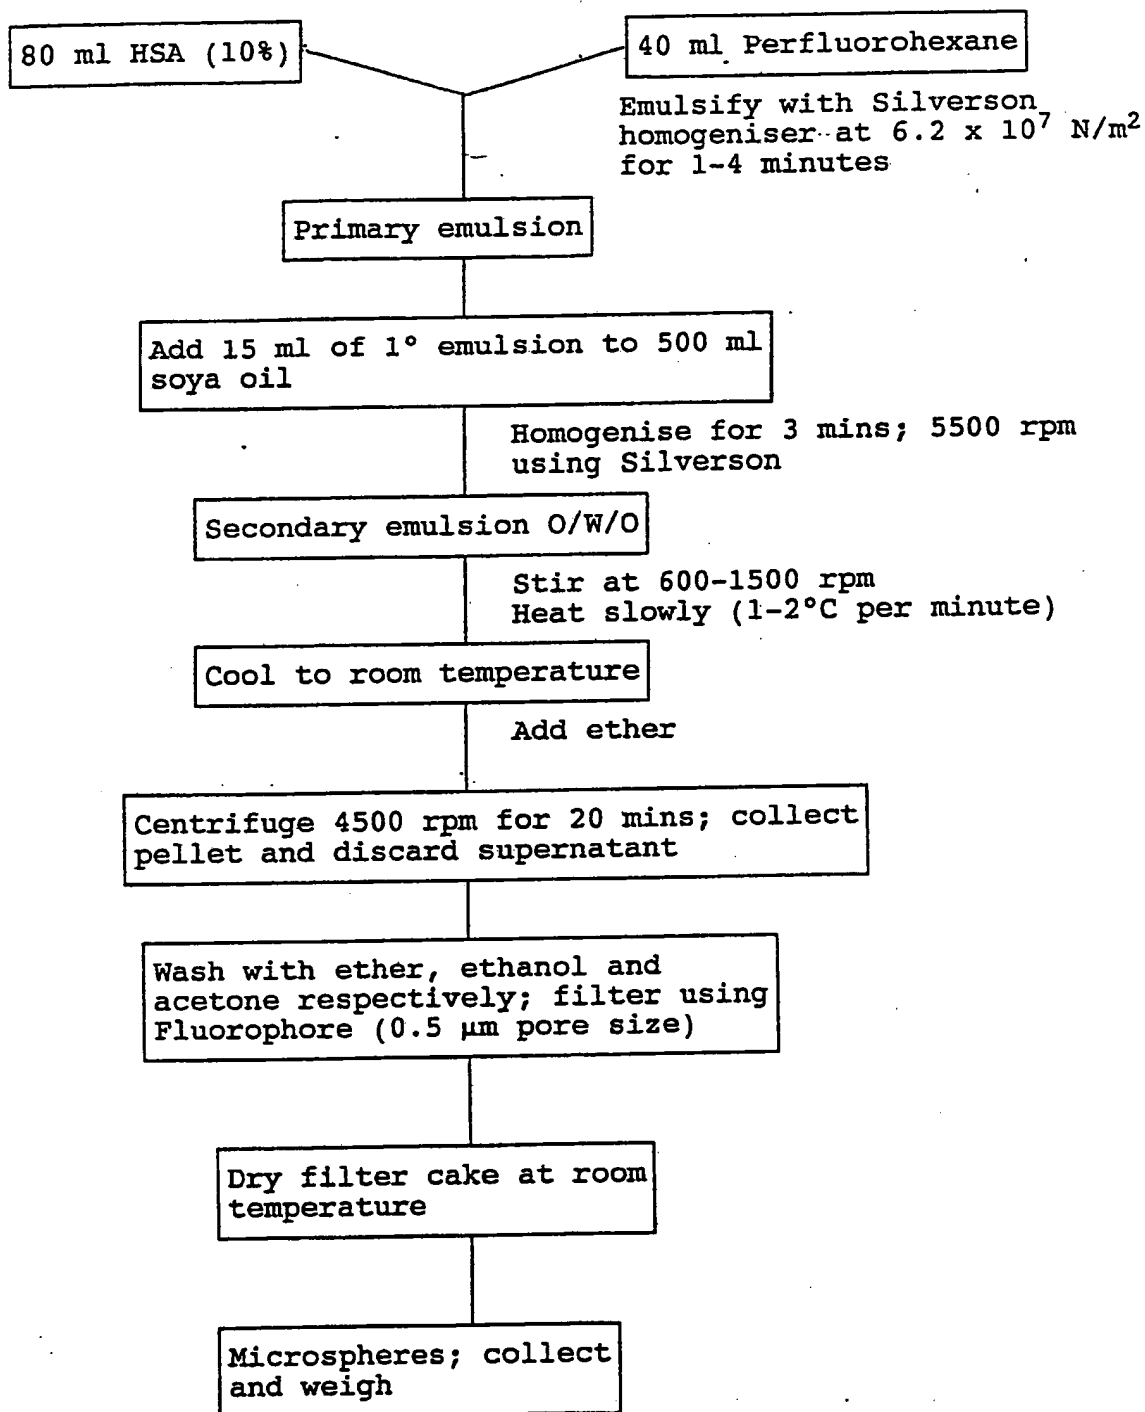 80 ml HSA (10%)
40 ml Perfluorohexane
Emulsify with Silverson
homogeniser at 6.2 x 10⁷ N/m²
for 1-4 minutes
Primary emulsion
Add 15 ml of 1° emulsion to 500 ml
soya oil
Homogenise for 3 mins; 5500 rpm
using Silverson
Secondary emulsion O/W/O
Stir at 600-1500 rpm
Heat slowly (1-2°C per minute)
Cool to room temperature
Add ether
Centrifuge 4500 rpm for 20 mins; collect
pellet and discard supernatant
Wash with ether, ethanol and
acetone respectively; filter using
Fluorophore (0.5 µm pore size)
Dry filter cake at room
temperature
Microspheres; collect
and weigh